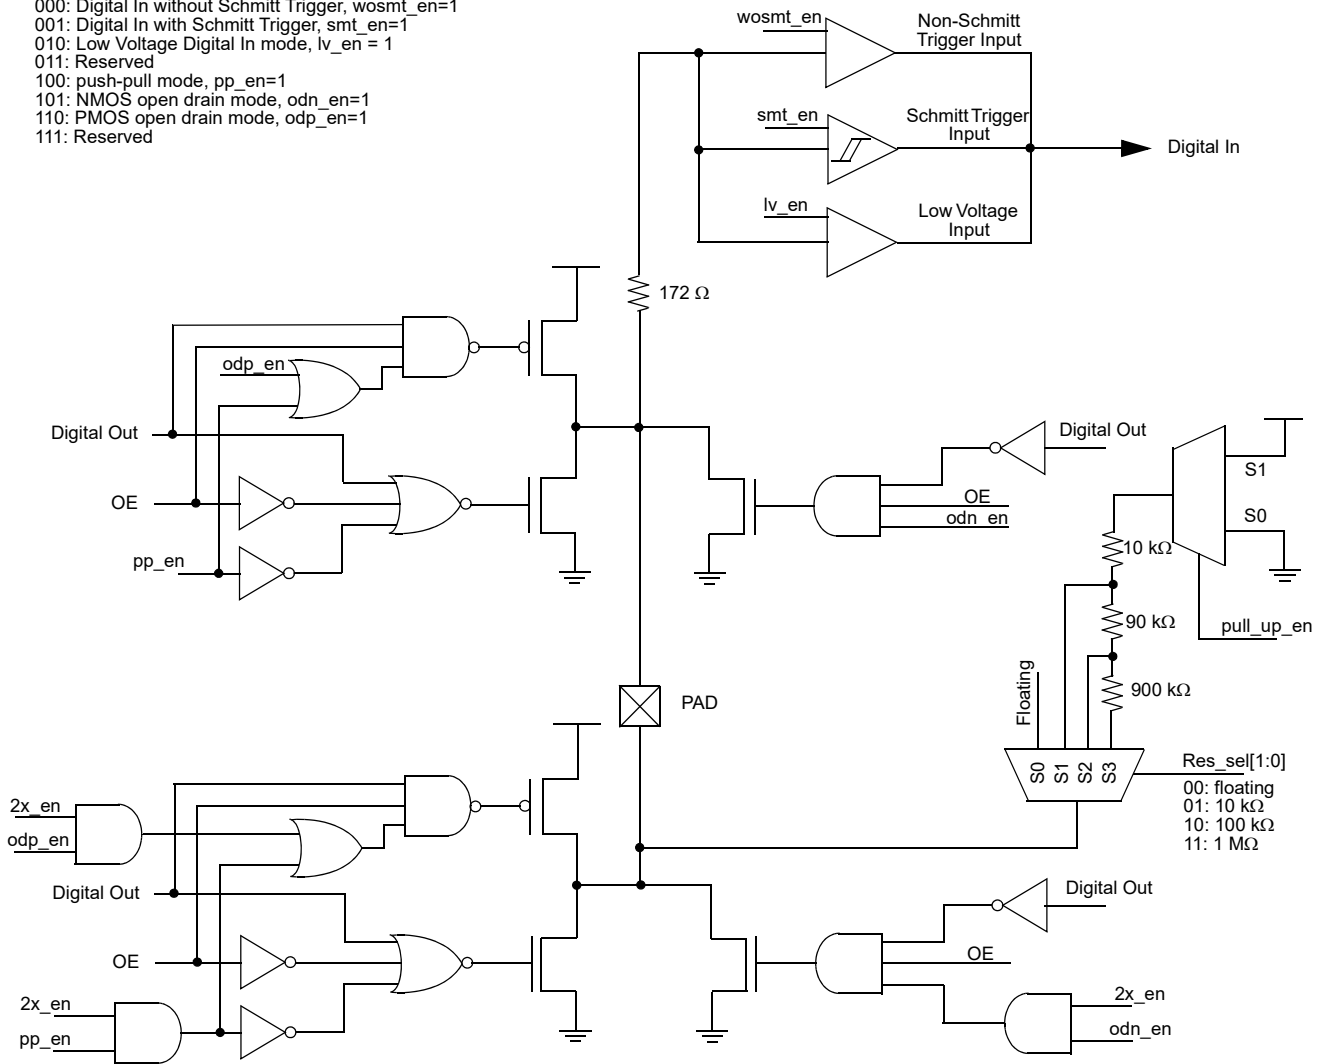 000: Digital In without Schmitt Trigger, wosmt_en=1
001: Digital In with Schmitt Trigger, smt_en=1
010: Low Voltage Digital In mode, lv_en = 1
011: Reserved
100: push-pull mode, pp_en=1
101: NMOS open drain mode, odn_en=1
110: PMOS open drain mode, odp_en=1
111: Reserved
wosmt_en
Non-Schmitt
Trigger Input
smt_en
Schmitt Trigger
Input
Digital In
lv_en
Low Voltage
Input
172 Ω
odp_en
Digital Out
OE
pp_en
Digital Out
OE
odn_en
S1
S0
10 kΩ
90 kΩ
pull_up_en
900 kΩ
Floating
PAD
S0
S1
S2
S3
Res_sel[1:0]
00: floating
01: 10 kΩ
10: 100 kΩ
11: 1 MΩ
2x_en
odp_en
Digital Out
OE
2x_en
pp_en
Digital Out
OE
2x_en
odn_en